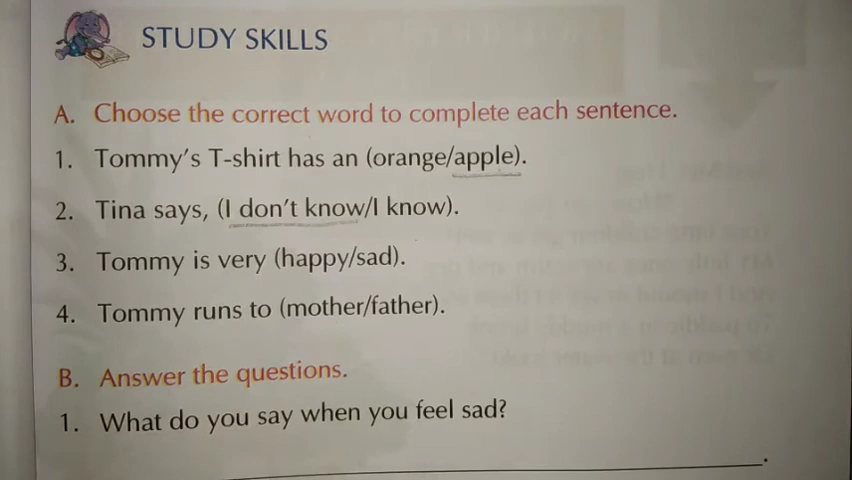 STUDY SKILLS
A. Choose the correct word to complete each sentence.
1. Tommy's T-shirt has an (orange/apple).
2. Tina says, (I don't know/I know).
3. Tommy is very (happy/sad).
4. Tommy runs to (mother/father).
B. Answer the questions.
1. What do you say when you feel sad?
.